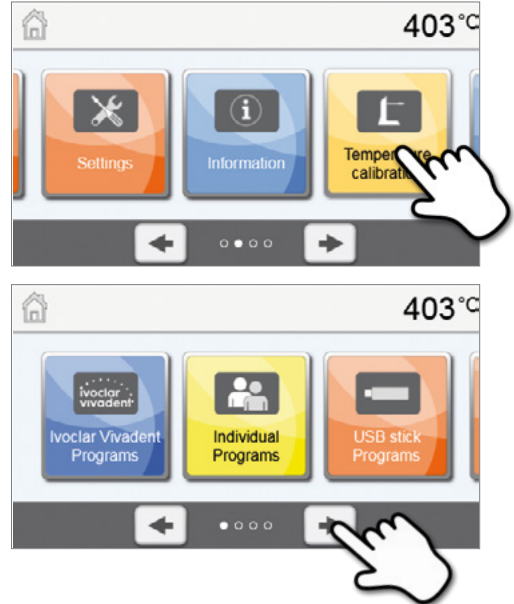 403°C
Settings
Information
Temperature
calibration
403°C
ivoclar
vivadent
Ivoclar Vivadent
Programs
Individual
Programs
USB stick
Programs